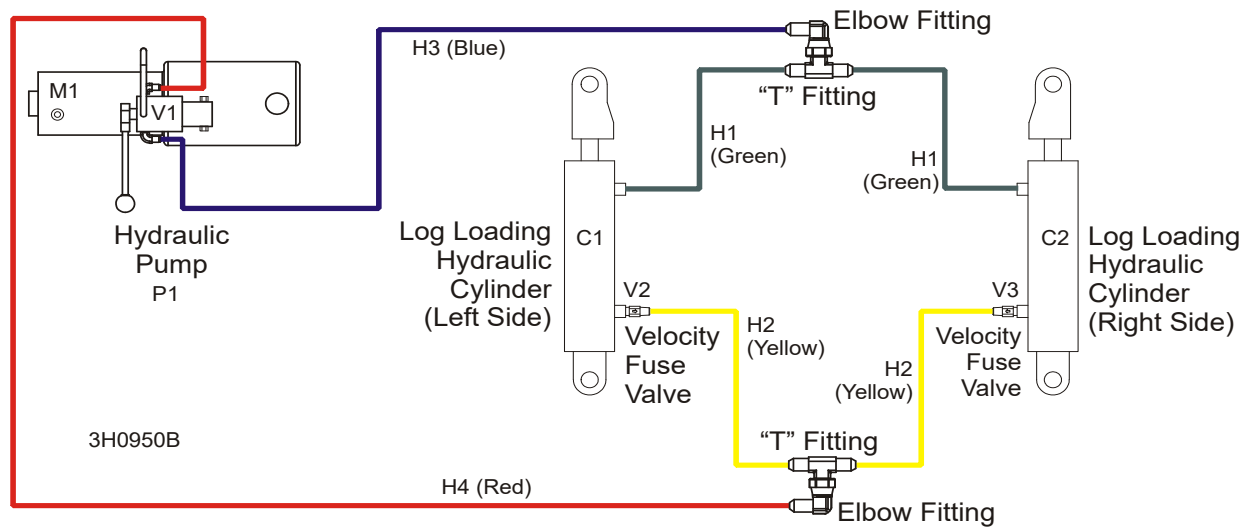 Elbow Fitting
H3 (Blue)
M1
V1
“T” Fitting
H1
(Green)
H1
(Green)
Hydraulic
Pump
P1
Log Loading
Hydraulic
Cylinder
(Left Side)
C1
C2
Log Loading
Hydraulic
Cylinder
(Right Side)
V2
Velocity
Fuse
Valve
V3
Velocity
Fuse
Valve
H2
(Yellow)
H2
(Yellow)
3H0950B
“T” Fitting
H4 (Red)
Elbow Fitting